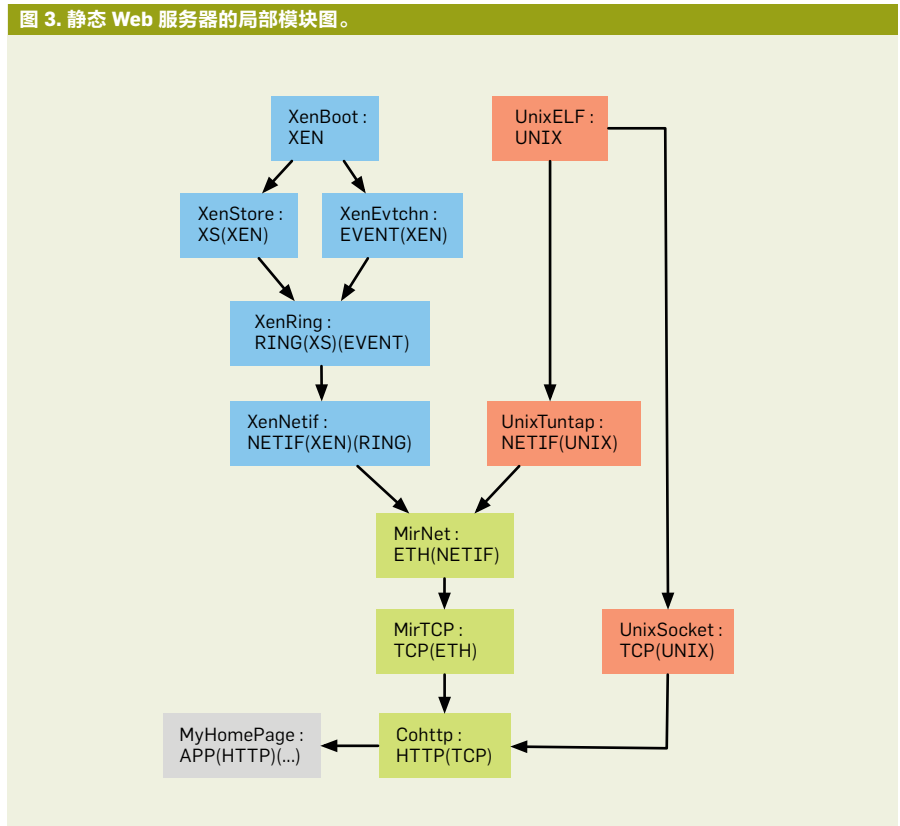 图 3. 静态 Web 服务器的局部模块图。
XenBoot :
XEN
UnixELF :
UNIX
XenStore :
XS(XEN)
XenEvtchn :
EVENT(XEN)
XenRing :
RING(XS)(EVENT)
XenNetif :
NETIF(XEN)(RING)
UnixTuntap :
NETIF(UNIX)
MirNet :
ETH(NETIF)
MirTCP :
TCP(ETH)
UnixSocket :
TCP(UNIX)
MyHomePage :
APP(HTTP)(...)
Cohttp :
HTTP(TCP)